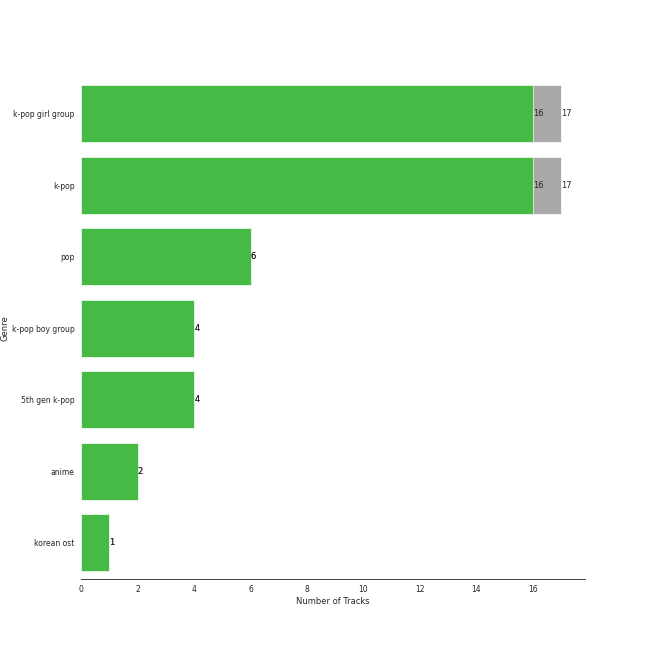 k-pop girl group
16
17
k-pop
16
17
pop
6
k-pop boy group
4
5th gen k-pop
4
anime
2
korean ost
1
Genre
0 2 4 6 8 10 12 14 16
Number of Tracks